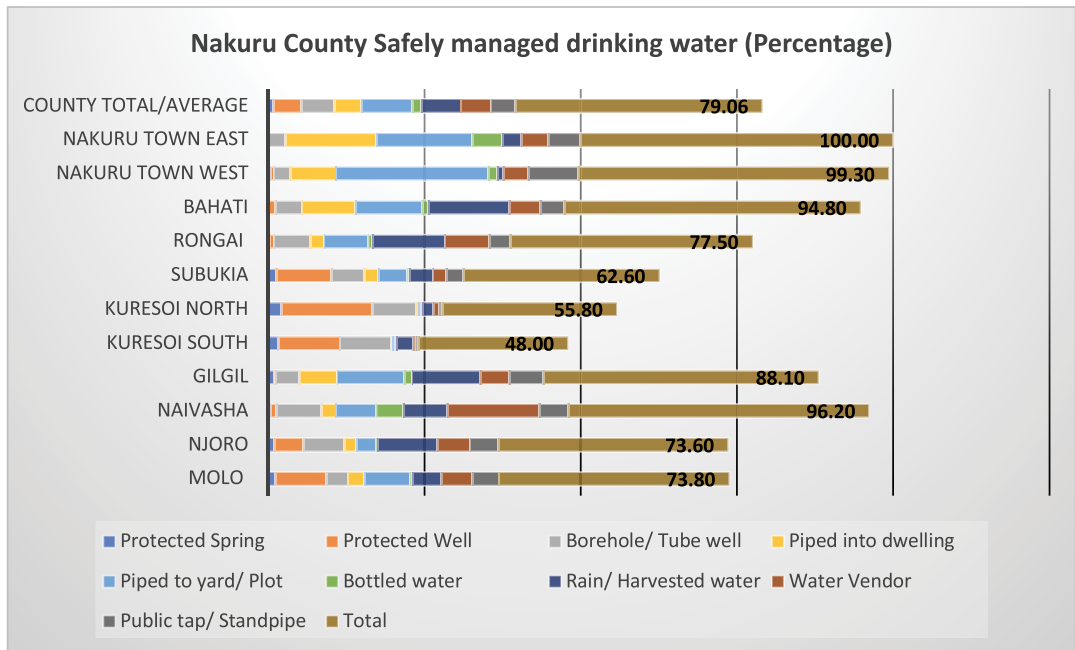 Nakuru County Safely managed drinking water (Percentage)
COUNTY TOTAL/AVERAGE 79.06
NAKURU TOWN EAST 100.00
NAKURU TOWN WEST 99.30
BAHATI 94.80
RONGAI 77.50
SUBUKIA 62.60
KURESOI NORTH 55.80
KURESOI SOUTH 48.00
GILGIL 88.10
NAIVASHA 96.20
NJORO 73.60
MOLO 73.80
Protected Spring Protected Well Borehole/ Tube well Piped into dwelling
Piped to yard/ Plot Bottled water Rain/ Harvested water Water Vendor
Public tap/ Standpipe Total